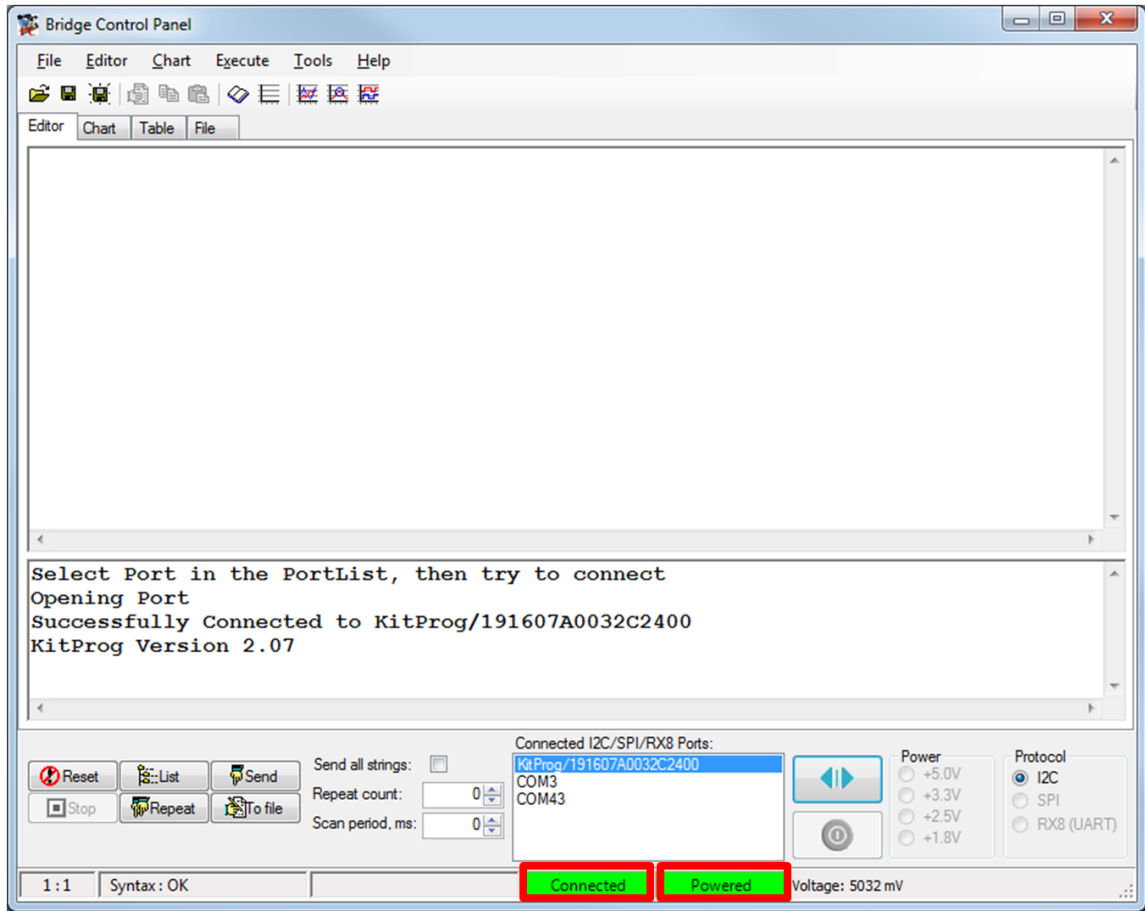 Bridge Control Panel
File Editor Chart Execute Tools Help
Editor Chart Table File
Select Port in the PortList, then try to connect
Opening Port
Successfully Connected to KitProg/191607A0032C2400
KitProg Version 2.07
Connected I2C/SPI/RX8 Ports:
KitProg/191607A0032C2400
COM3
COM43
Reset List Send
Stop Repeat To file
Send all strings:
Repeat count: 0
Scan period, ms: 0
Power
+5.0V
+3.3V
+2.5V
+1.8V
Protocol
I2C
SPI
RX8 (UART)
1:1 Syntax : OK Connected Powered Voltage: 5032 mV